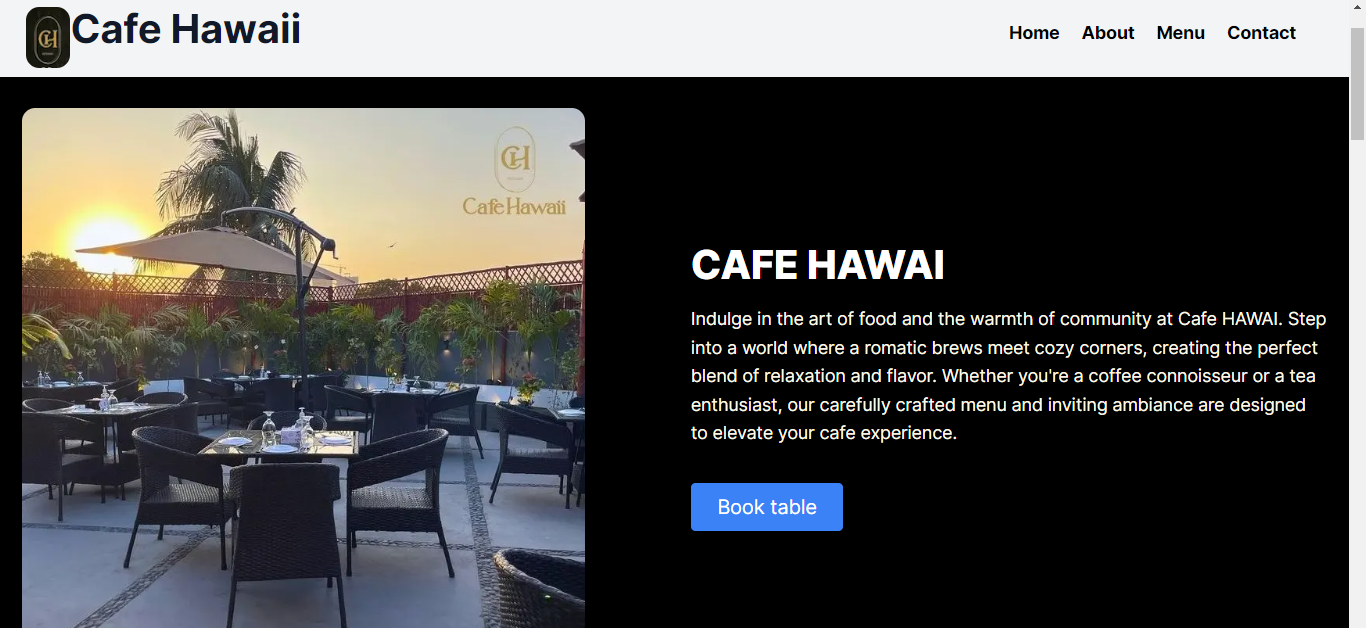 CH
Cafe Hawaii
Home About Menu Contact
CH
Cafe Hawaii
CAFE HAWAI
Indulge in the art of food and the warmth of community at Cafe HAWAI. Step
into a world where a romatic brews meet cozy corners, creating the perfect
blend of relaxation and flavor. Whether you're a coffee connoisseur or a tea
enthusiast, our carefully crafted menu and inviting ambiance are designed
to elevate your cafe experience.
Book table